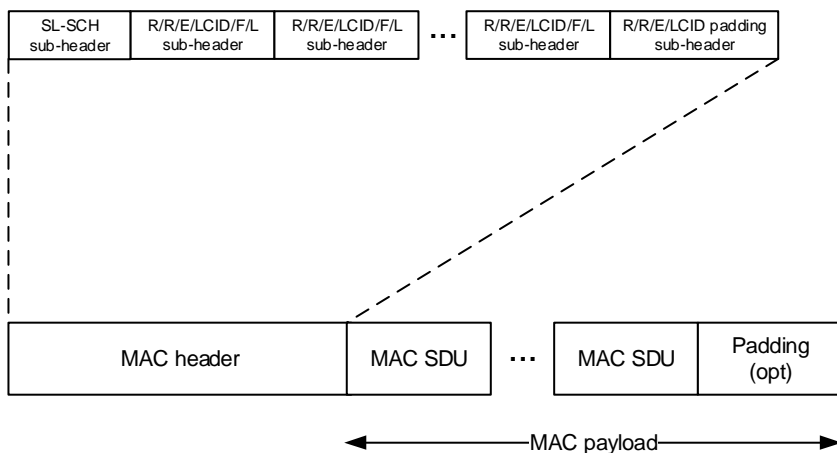 SL-SCH
sub-header
R/R/E/LCID/F/L
sub-header
R/R/E/LCID/F/L
sub-header
...
R/R/E/LCID/F/L
sub-header
R/R/E/LCID padding
sub-header
MAC header
MAC SDU
...
MAC SDU
Padding
(opt)
MAC payload